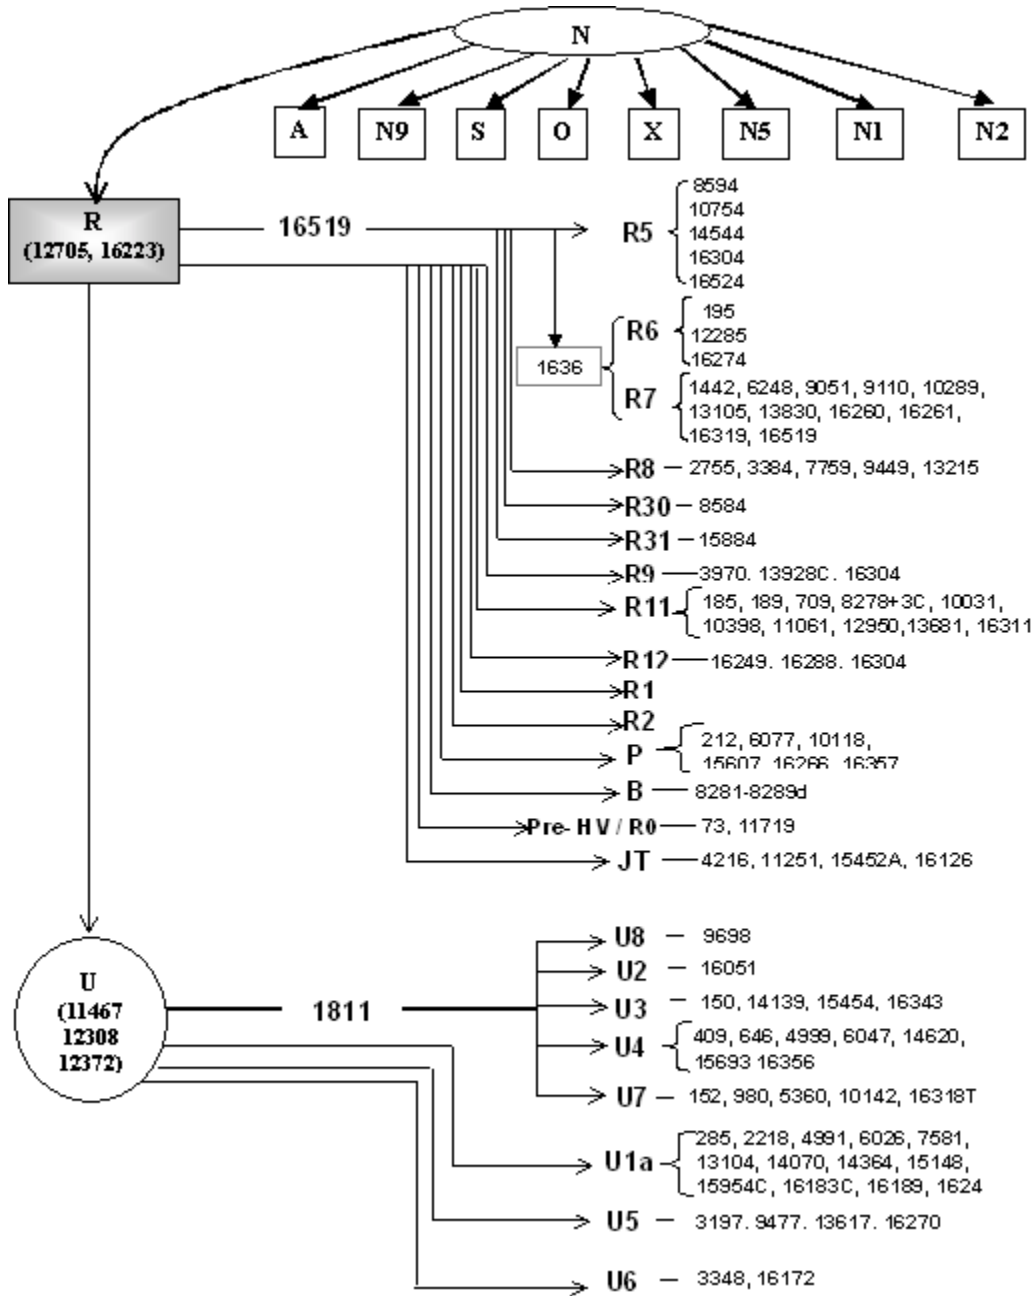 N
A N9 S O X N5 N1 N2
R
(12705, 16223)
16519
R5
8594
10754
14544
16304
16524
1636
R6
195
12285
16274
R7
1442, 6248, 9051, 9110, 10289,
13105, 13830, 16260, 16261,
16319, 16519
R8 – 2755, 3384, 7759, 9449, 13215
R30 – 8584
R31 – 15884
R9 — 3970. 13928C. 16304
R11
185, 189, 709, 8278+3C, 10031,
10398, 11061, 12950,13681, 16311
R12 — 16249. 16288. 16304
R1
R2
P
212, 6077, 10118,
15607, 16266, 16357
B — 8281-8289d
Pre-HV/R0 — 73, 11719
JT — 4216, 11251, 15452A, 16126
U
(11467
12308
12372)
1811
U8 – 9698
U2 – 16051
U3 – 150, 14139, 15454, 16343
U4
409, 646, 4999, 6047, 14620,
15693 16356
U7 – 152, 980, 5360, 10142, 16318T
U1a
285, 2218, 4991, 6026, 7581,
13104, 14070, 14364, 15148,
15954C, 16183C, 16189, 1624
U5 – 3197. 9477. 13617. 16270
U6 – 3348, 16172